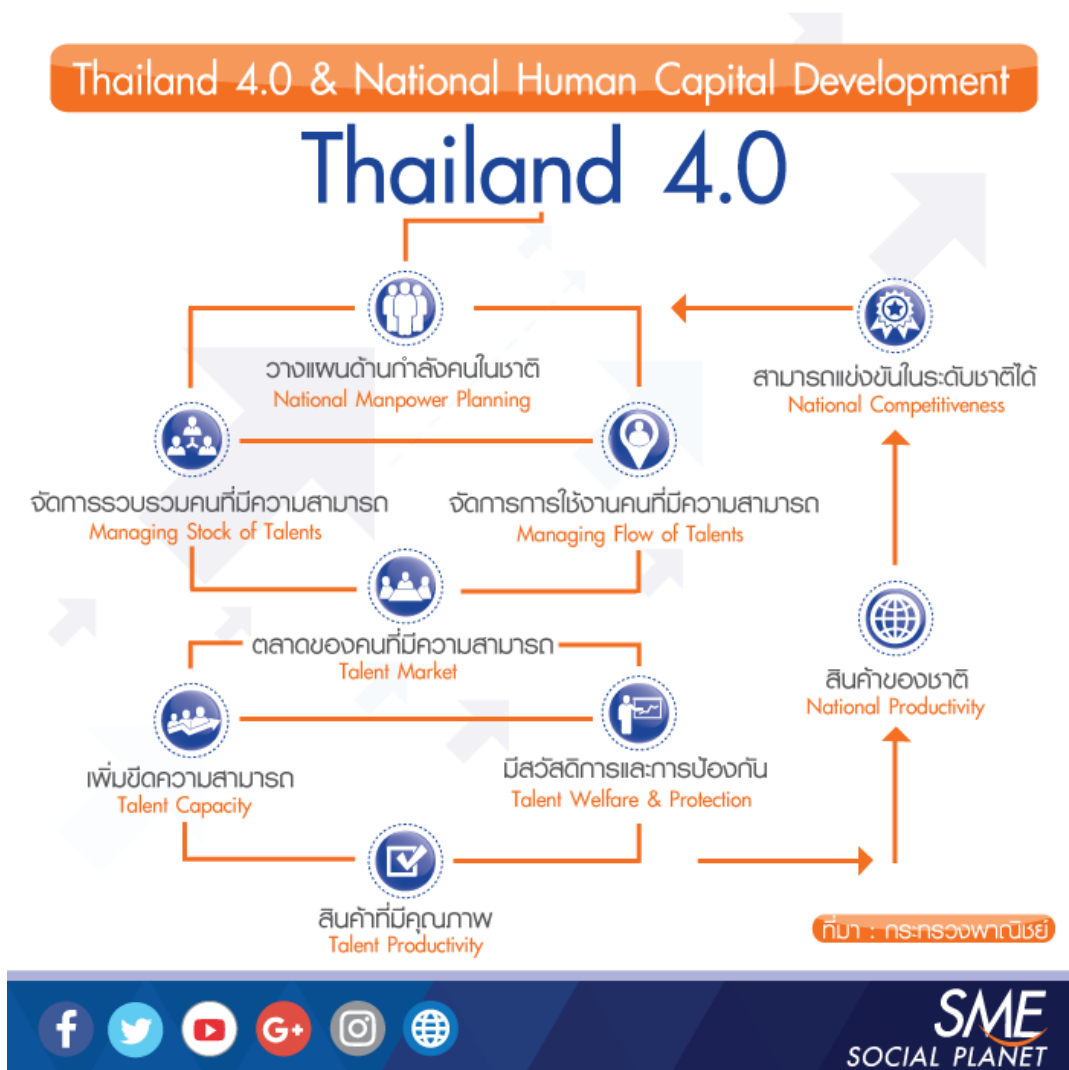 Thailand 4.0 & National Human Capital Development
Thailand 4.0
วางแผนด้านกำลังคนในชาติ
National Manpower Planning
สามารถแข่งขันในระดับชาติได้
National Competitiveness
จัดการรวบรวมคนที่มีความสามารถ
Managing Stock of Talents
จัดการการใช้งานคนที่มีความสามารถ
Managing Flow of Talents
ตลาดของคนที่มีความสามารถ
Talent Market
สินค้าของชาติ
National Productivity
เพิ่มขีดความสามารถ
Talent Capacity
มีสวัสดิการและการป้องกัน
Talent Welfare & Protection
สินค้าที่มีคุณภาพ
Talent Productivity
ที่มา : กระทรวงพาณิชย์
f
G+
SME
SOCIAL PLANET